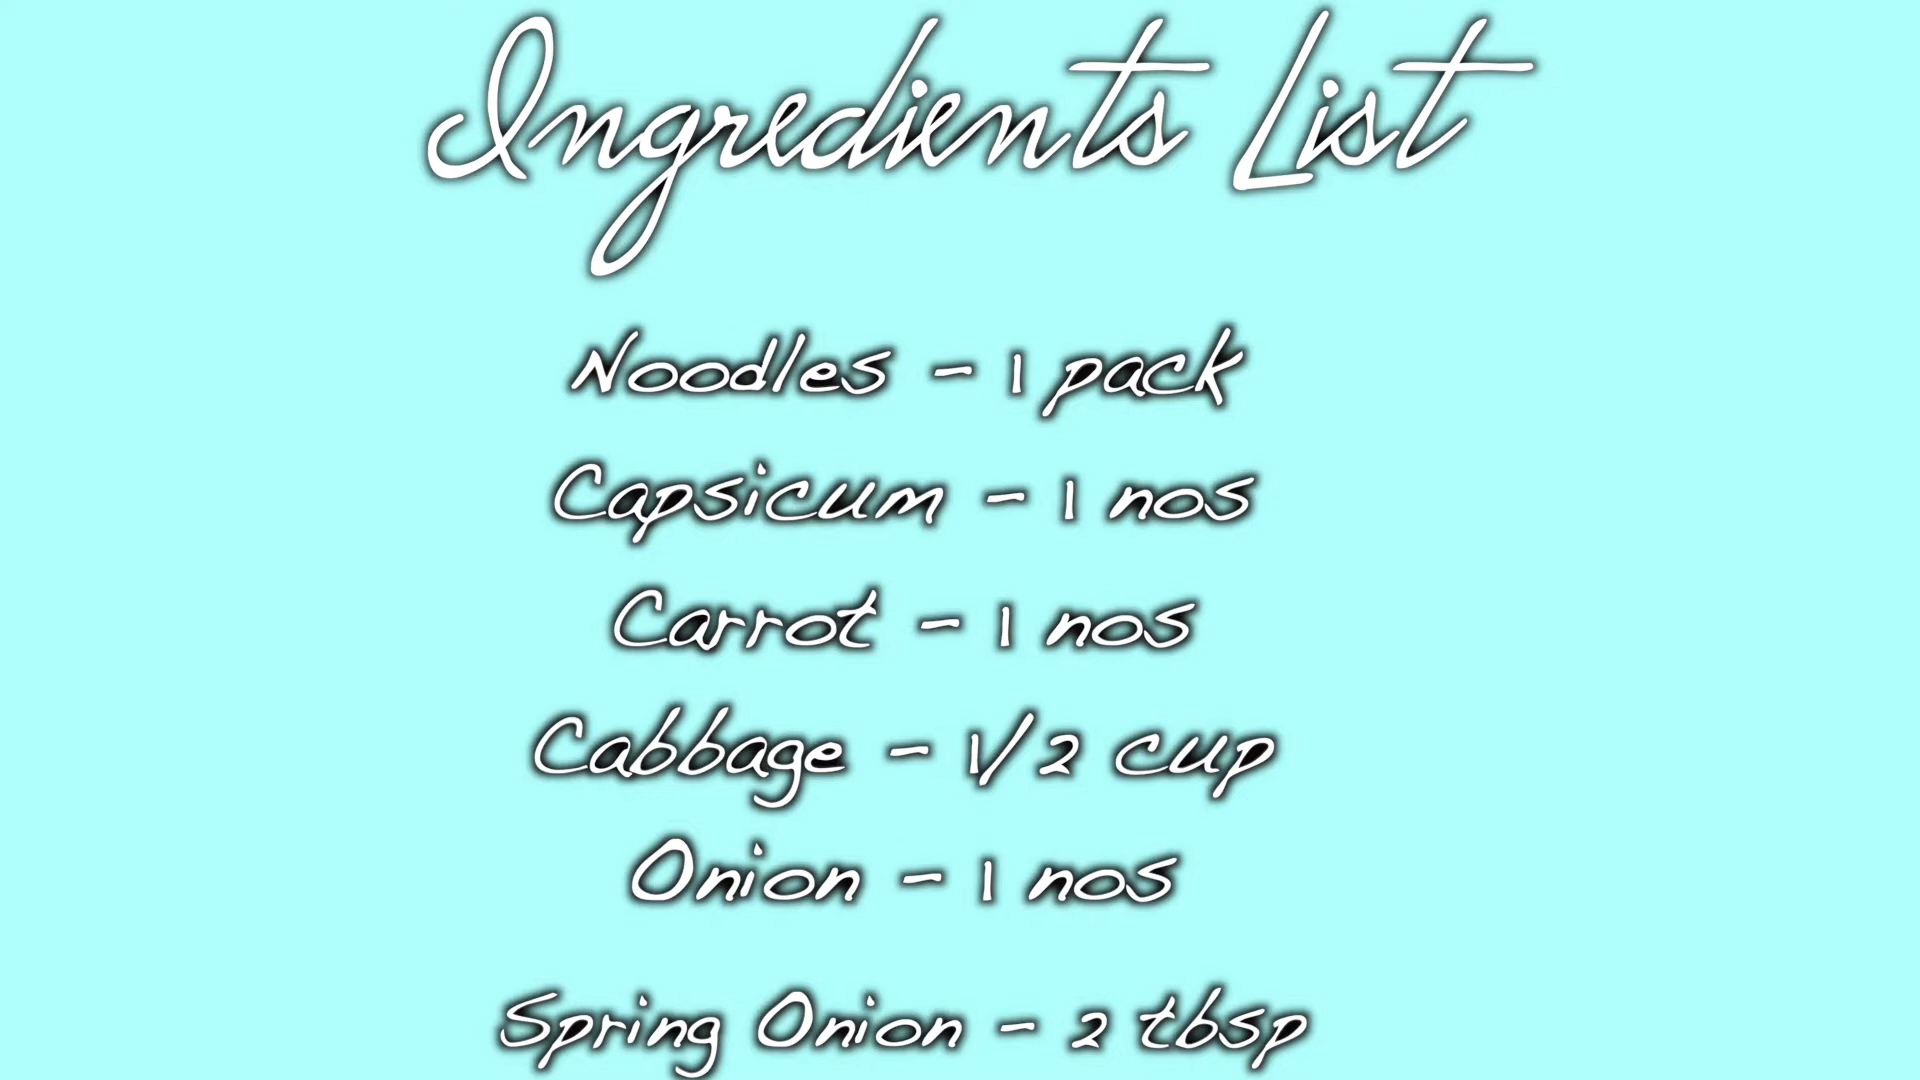 Ingredients List
Noodles - 1 pack
Capsicum - 1 nos
Carrot - 1 nos
Cabbage - 1/2 cup
Onion - 1 nos
Spring Onion - 2 tbsp